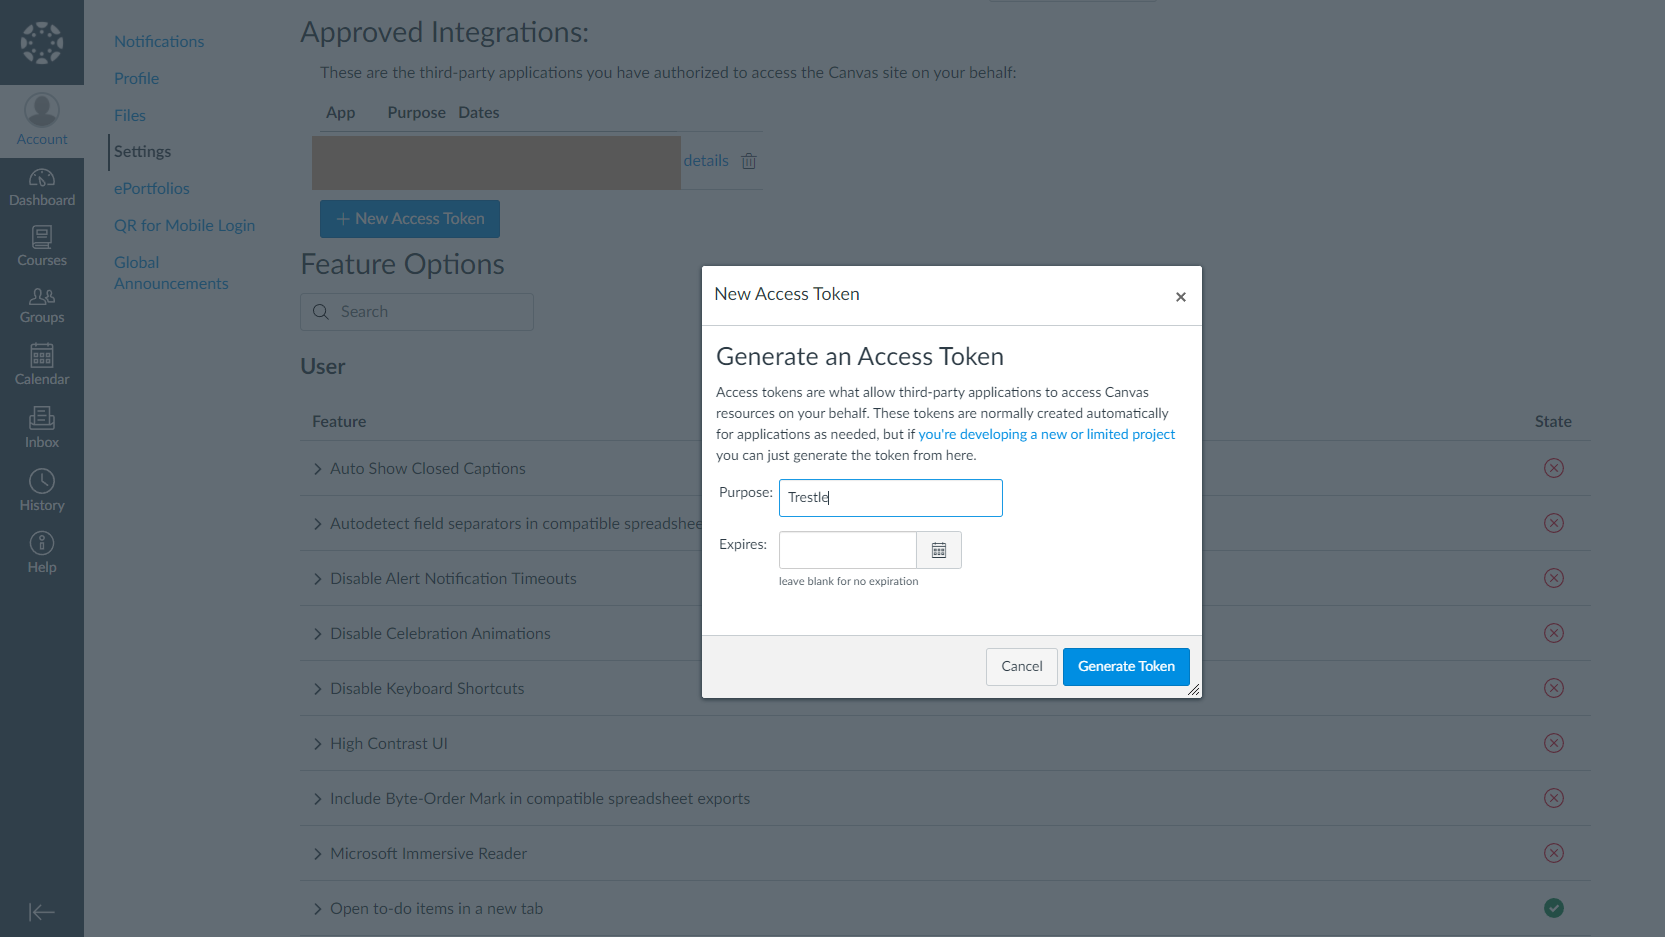 Account
Dashboard
Courses
Groups
Calendar
Inbox
History
Help
Notifications
Profile
Files
Settings
ePortfolios
QR for Mobile Login
Global
Announcements
Approved Integrations:
These are the third-party applications you have authorized to access the Canvas site on your behalf:
App Purpose Dates
details
New Access Token
Feature Options
Search
User
Feature State
Auto Show Closed Captions
Autodetect field separators in compatible
Disable Alert Notification Timeouts
Disable Celebration Animations
Disable Keyboard Shortcuts
High Contrast UI
Include Byte-Order Mark in compatible spreadsheet exports
Microsoft Immersive Reader
Open to-do items in a new tab
New Access Token
Generate an Access Token
Access tokens are what allow third-party applications to access Canvas
resources on your behalf. These tokens are normally created automatically
for applications as needed, but if you're developing a new or limited project
you can just generate the token from here.
Purpose: Trestle
Expires:
leave blank for no expiration
Cancel Generate Token